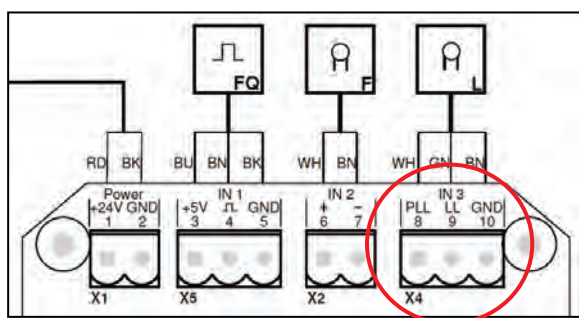 FQ F L
RD BK BU BN BK WH BN WH GN BN
Power IN 1 IN 2 IN 3
+24V GND +5V ⎍ GND + - PLL LL GND
1 2 3 4 5 6 7 8 9 10
X1 X5 X2 X4